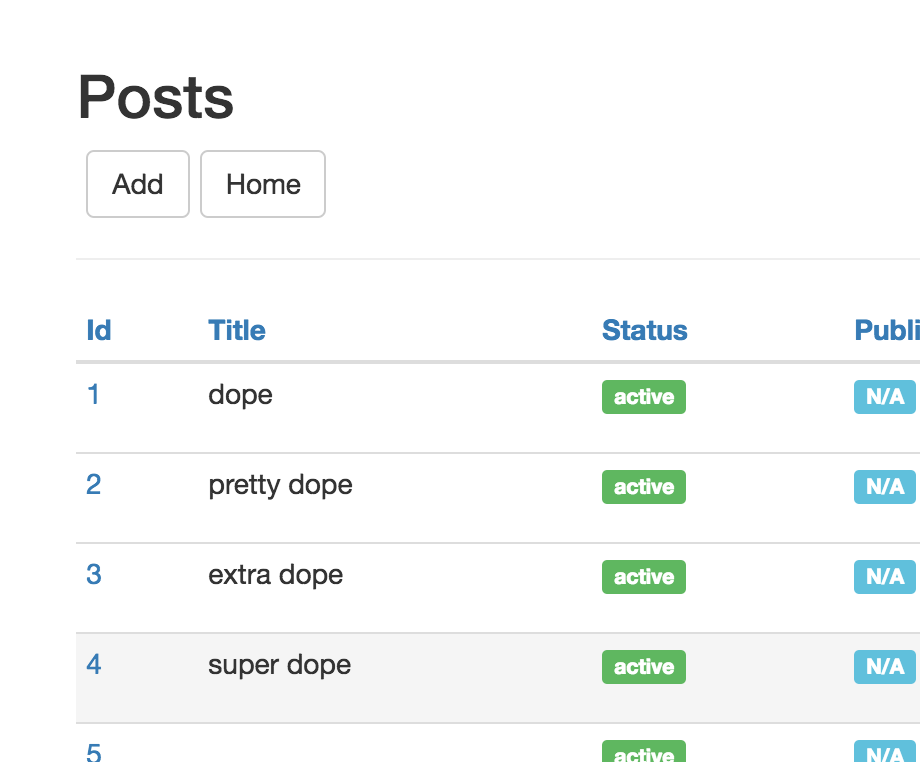 Posts
Add Home
Id Title Status Publi
1 dope active N/A
2 pretty dope active N/A
3 extra dope active N/A
4 super dope active N/A
5 active N/A